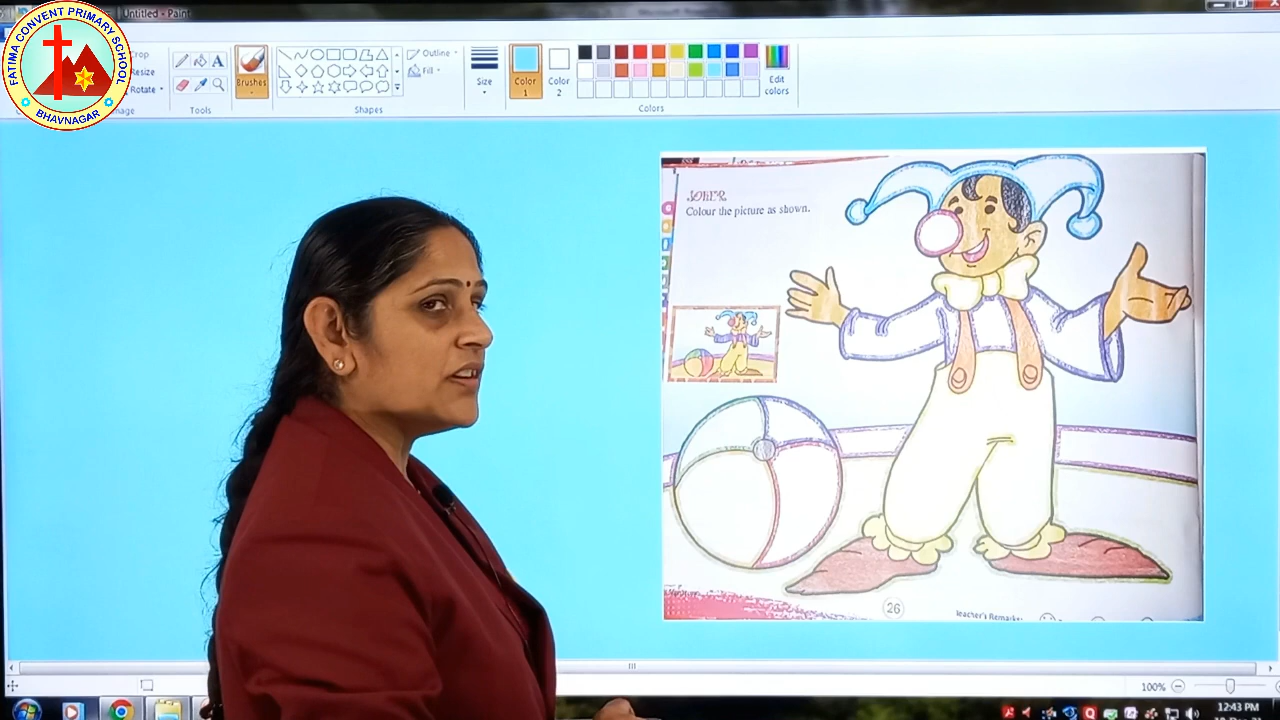 Untitled - Paint
FATIMA CONVENT PRIMARY SCHOOL
BHAVNAGAR
Resize
Rotate
Tools
Brushes
Outline
Fill
Shapes
Size
Color 1
Color 2
Edit colors
Colors
JOKER
Colour the picture as shown.
26
Teacher's Remarks:
100%
12:43 PM